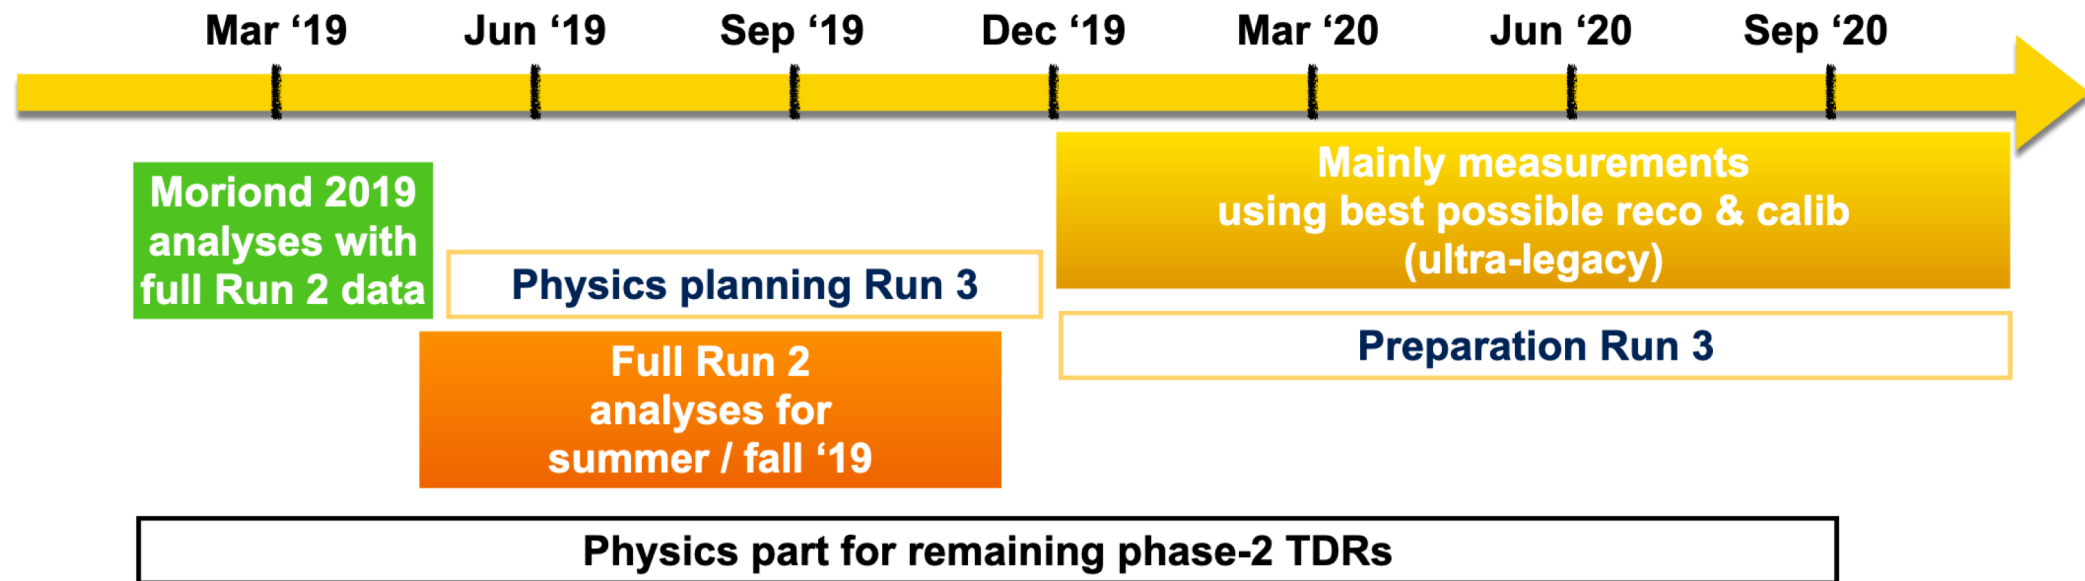 Mar ‘19 Jun ‘19 Sep ‘19 Dec ‘19 Mar ‘20 Jun ‘20 Sep ‘20
Moriond 2019
analyses with
full Run 2 data
Physics planning Run 3
Full Run 2
analyses for
summer / fall ‘19
Mainly measurements
using best possible reco & calib
(ultra-legacy)
Preparation Run 3
Physics part for remaining phase-2 TDRs